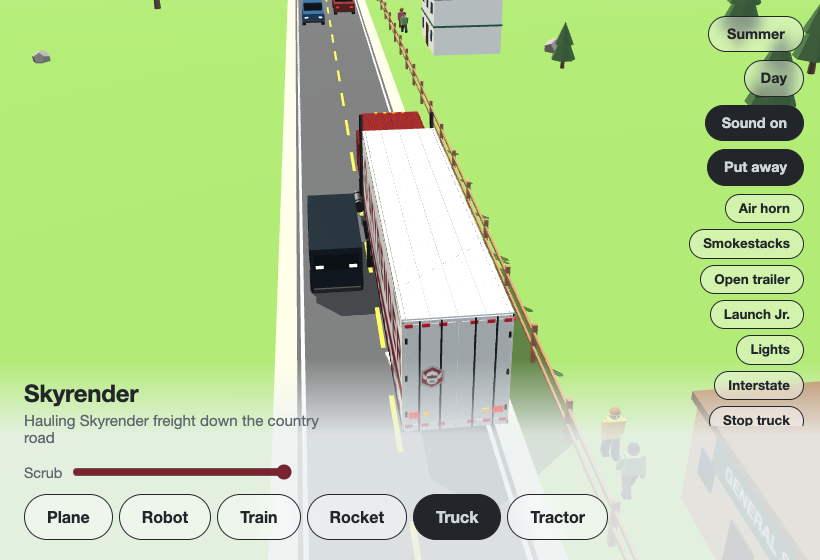 Summer
Day
Sound on
Put away
Air horn
Smokestacks
Open trailer
Launch Jr.
Lights
Interstate
Stop truck
Skyrender
Hauling Skyrender freight down the country
road
Scrub
Plane
Robot
Train
Rocket
Truck
Tractor
GENERAL